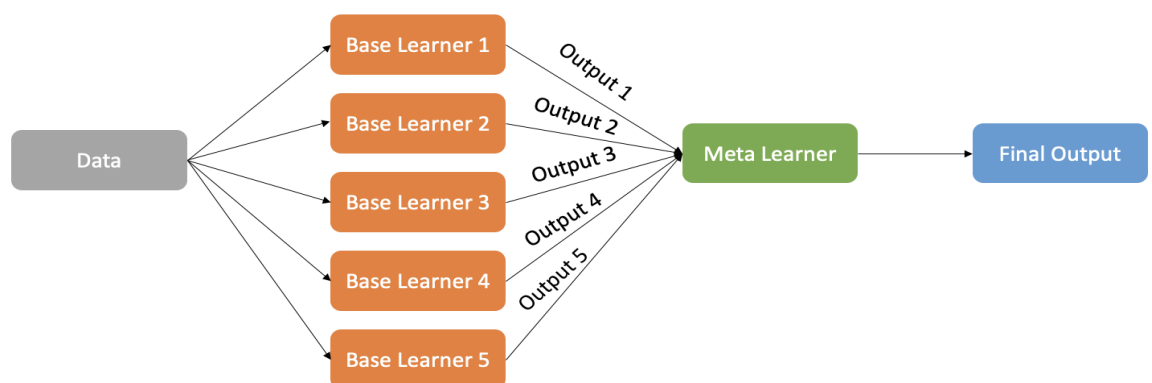 Data
Base Learner 1
Base Learner 2
Base Learner 3
Base Learner 4
Base Learner 5
Output 1
Output 2
Output 3
Output 4
Output 5
Meta Learner
Final Output